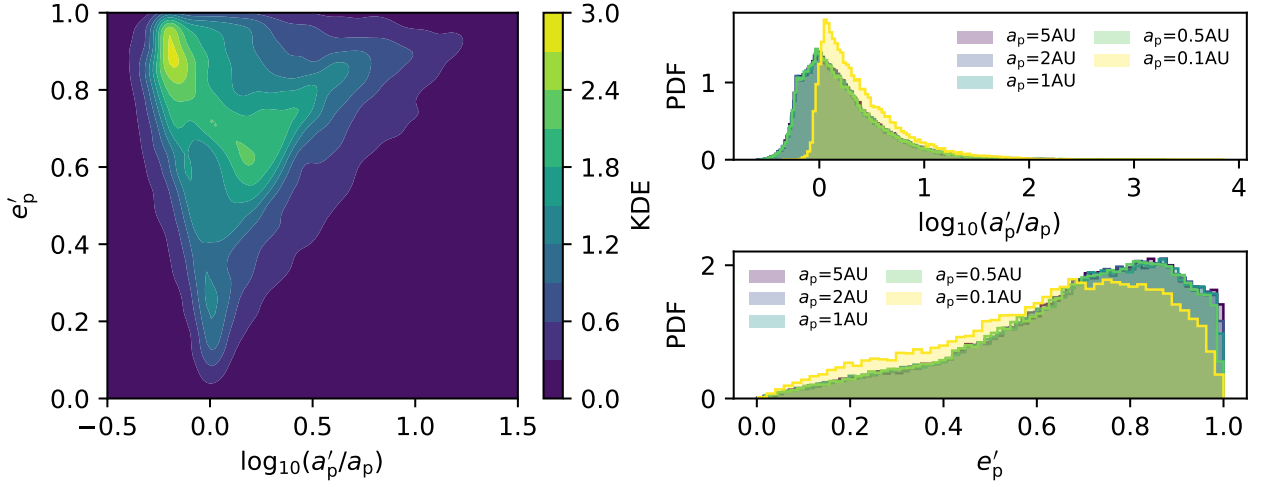 1.0
0.8
0.6
0.4
0.2
0.0
e′p
−0.5
0.0
0.5
1.0
1.5
log10(a′p/ap)
3.0
2.4
1.8
1.2
0.6
0.0
KDE
PDF
1
0
ap=5AU
ap=2AU
ap=1AU
ap=0.5AU
ap=0.1AU
0
1
2
3
4
log10(a′p/ap)
PDF
2
0
ap=5AU
ap=2AU
ap=1AU
ap=0.5AU
ap=0.1AU
0.0
0.2
0.4
0.6
0.8
1.0
e′p